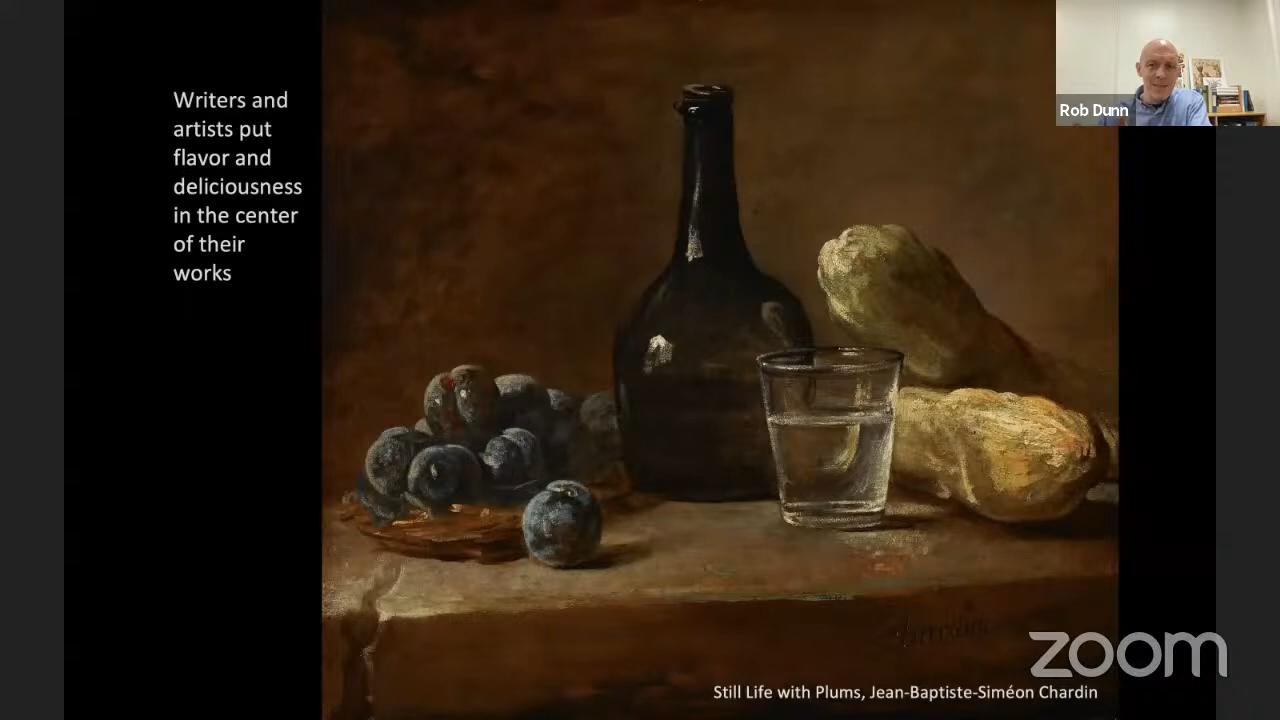 Writers and
artists put
flavor and
deliciousness
in the center
of their
works
Rob Dunn
Chardin
zoom
Still Life with Plums, Jean-Baptiste-Siméon Chardin